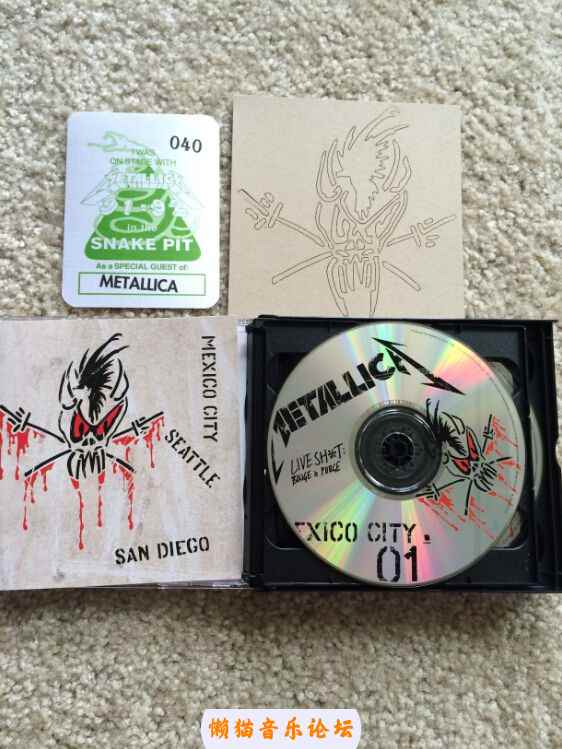 040
I WAS
ON STAGE WITH
METALLICA
in the
SNAKE PIT
As a SPECIAL GUEST of:
METALLICA
MEXICO CITY
SEATTLE
SAN DIEGO
METALLICA
LIVE SH*T:
BINGE & PURGE
EXICO CITY.
01
懒猫音乐论坛